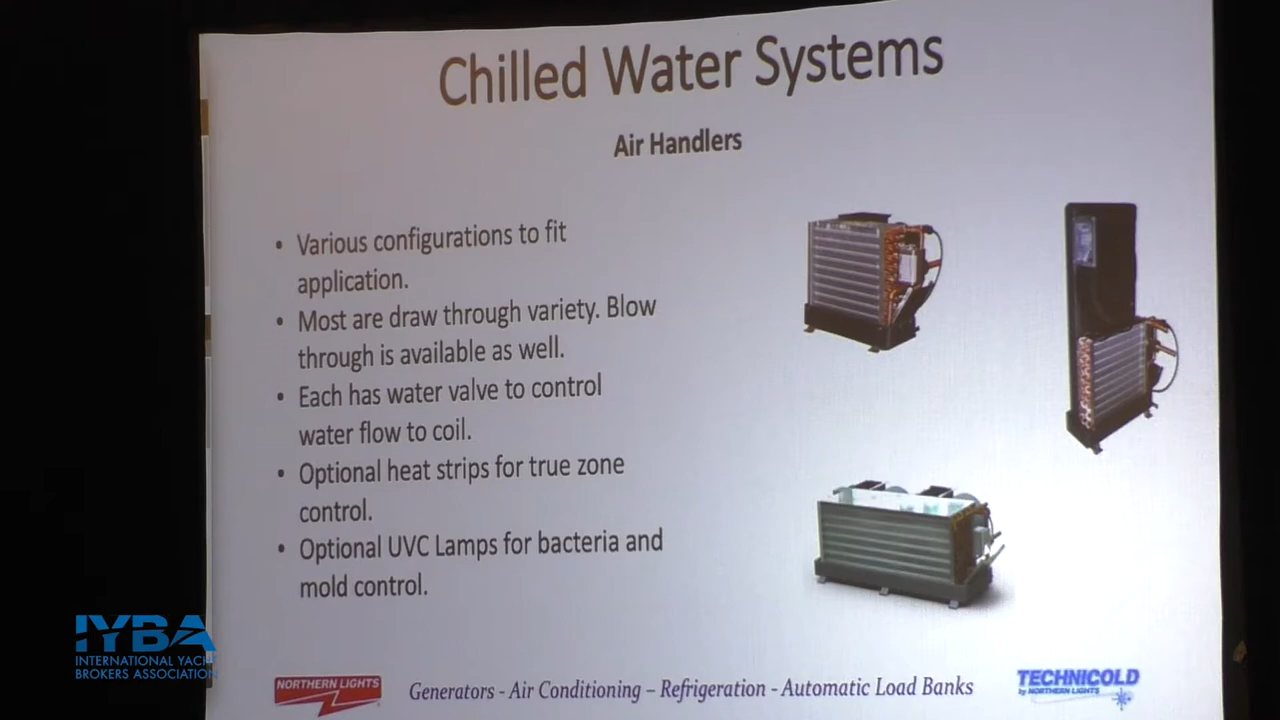 Chilled Water Systems
Air Handlers
• Various configurations to fit
application.
• Most are draw through variety. Blow
through is available as well.
• Each has water valve to control
water flow to coil.
• Optional heat strips for true zone
control.
• Optional UVC Lamps for bacteria and
mold control.
IYBA
INTERNATIONAL YACHT
BROKERS ASSOCIATION
NORTHERN LIGHTS
Generators - Air Conditioning – Refrigeration - Automatic Load Banks
TECHNICOLD
by NORTHERN LIGHTS